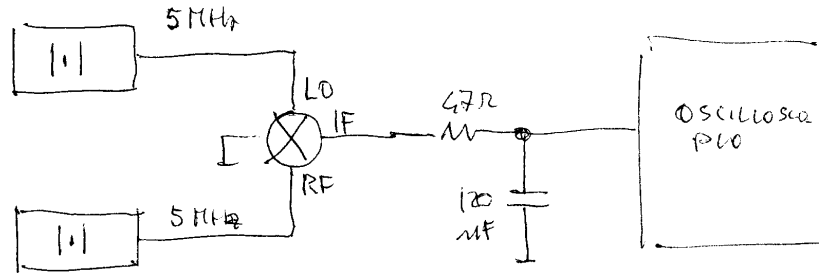 5 MHz
LO
IF
RF
47Ω
120
nF
OSCILLOSCO
PIO
5 MHz